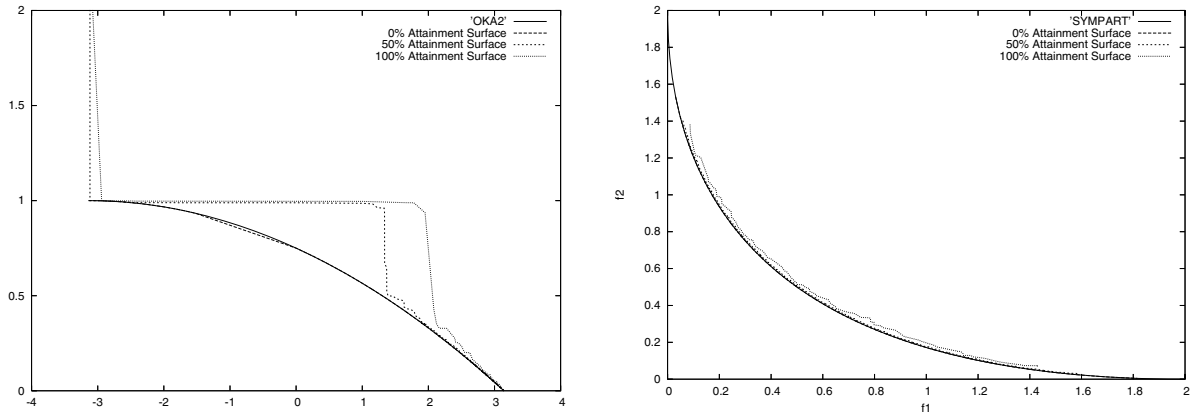 'OKA2'
0% Attainment Surface
50% Attainment Surface
100% Attainment Surface
2
1.5
1
0.5
0
-4 -3 -2 -1 0 1 2 3 4
'SYMPART'
0% Attainment Surface
50% Attainment Surface
100% Attainment Surface
2
1.8
1.6
1.4
1.2
1
0.8
0.6
0.4
0.2
0
f2
0 0.2 0.4 0.6 0.8 1 1.2 1.4 1.6 1.8 2
f1